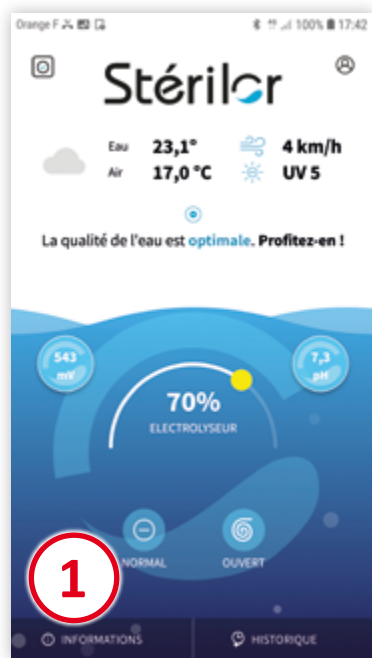 Orange F 100% 17:42
Stérilor
Eau 23,1° 4 km/h
Air 17,0 °C UV 5
La qualité de l'eau est optimale. Profitez-en !
543 mV
7,3 pH
70%
ELECTROLYSEUR
NORMAL OUVERT
1
INFORMATIONS HISTORIQUE